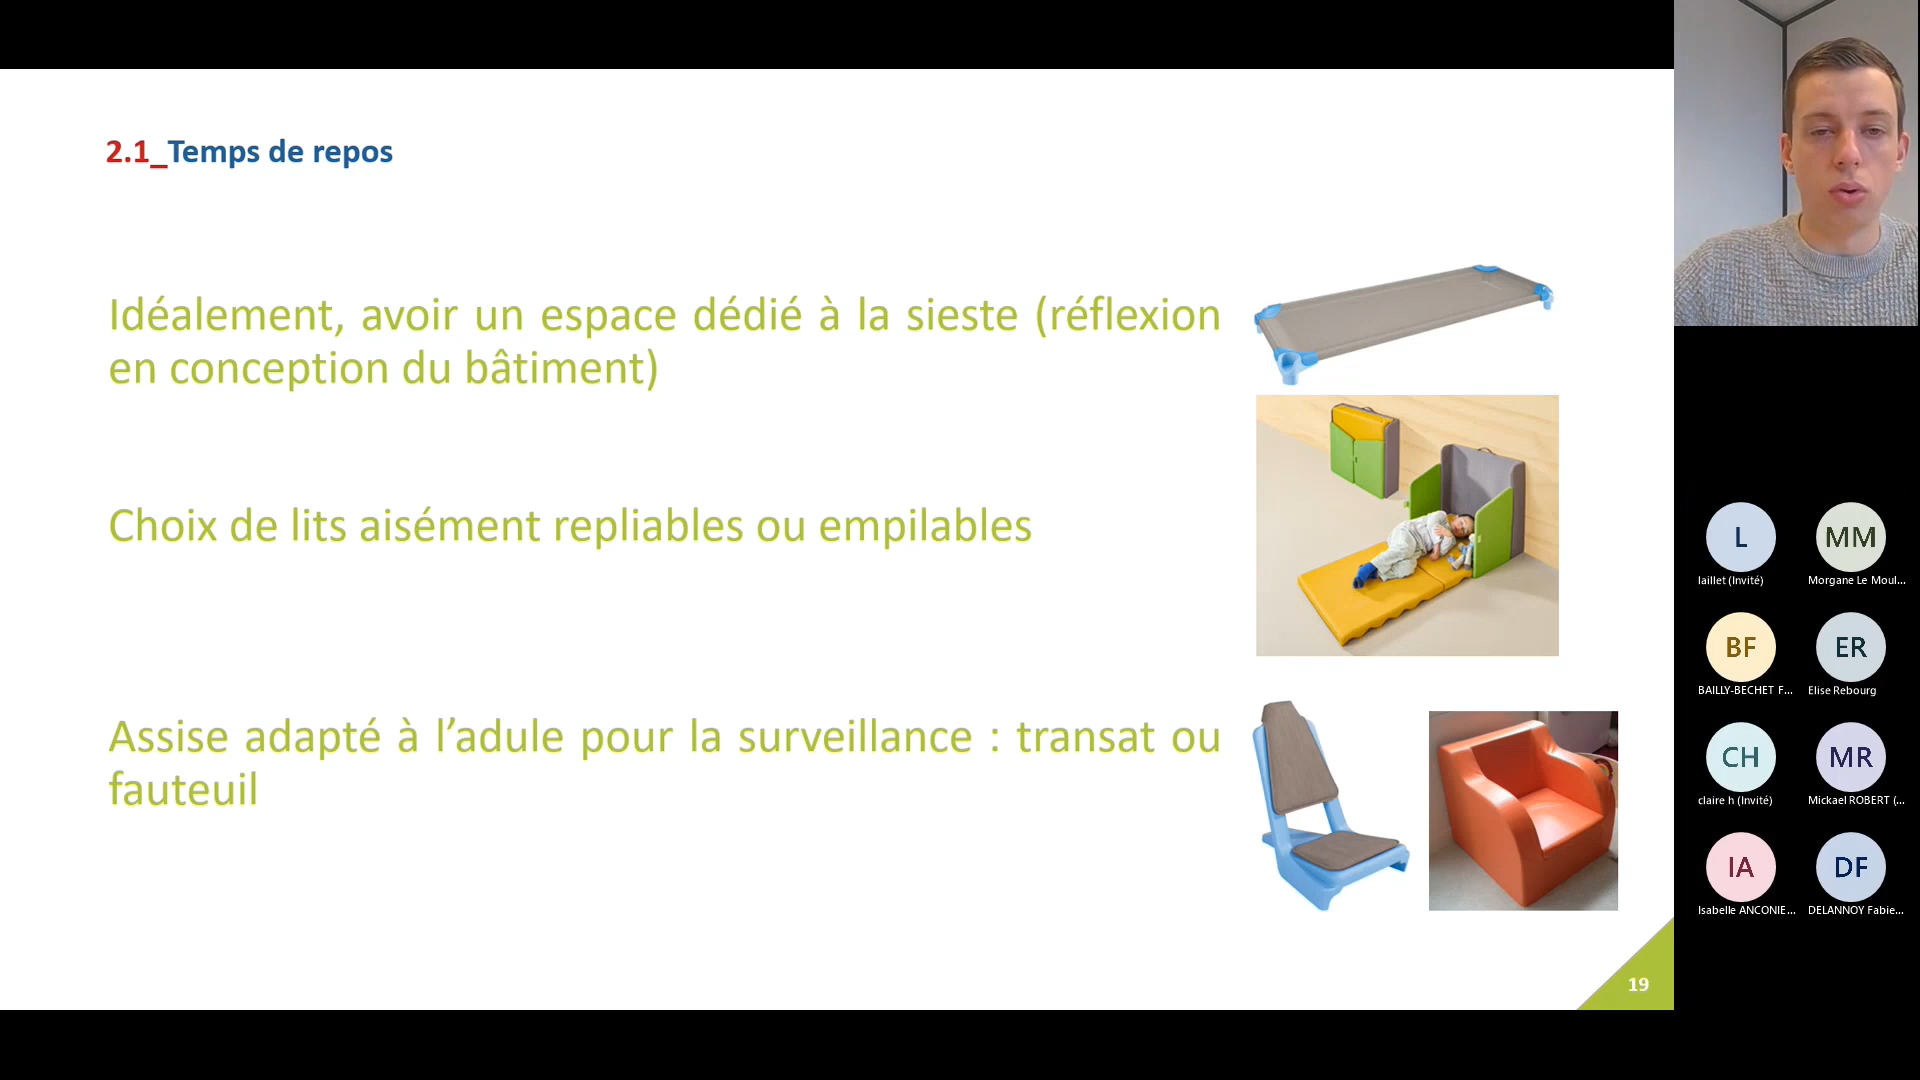 2.1_Temps de repos
Idéalement, avoir un espace dédié à la sieste (réflexion
en conception du bâtiment)
Choix de lits aisément repliables ou empilables
Assise adapté à l’adule pour la surveillance : transat ou
fauteuil
19
L
laillet (Invité)
MM
Morgane Le Moul...
BF
BAILLY-BECHET F...
ER
Elise Rebourg
CH
claire h (Invité)
MR
Mickael ROBERT (...
IA
Isabelle ANCONIE...
DF
DELANNOY Fabie...